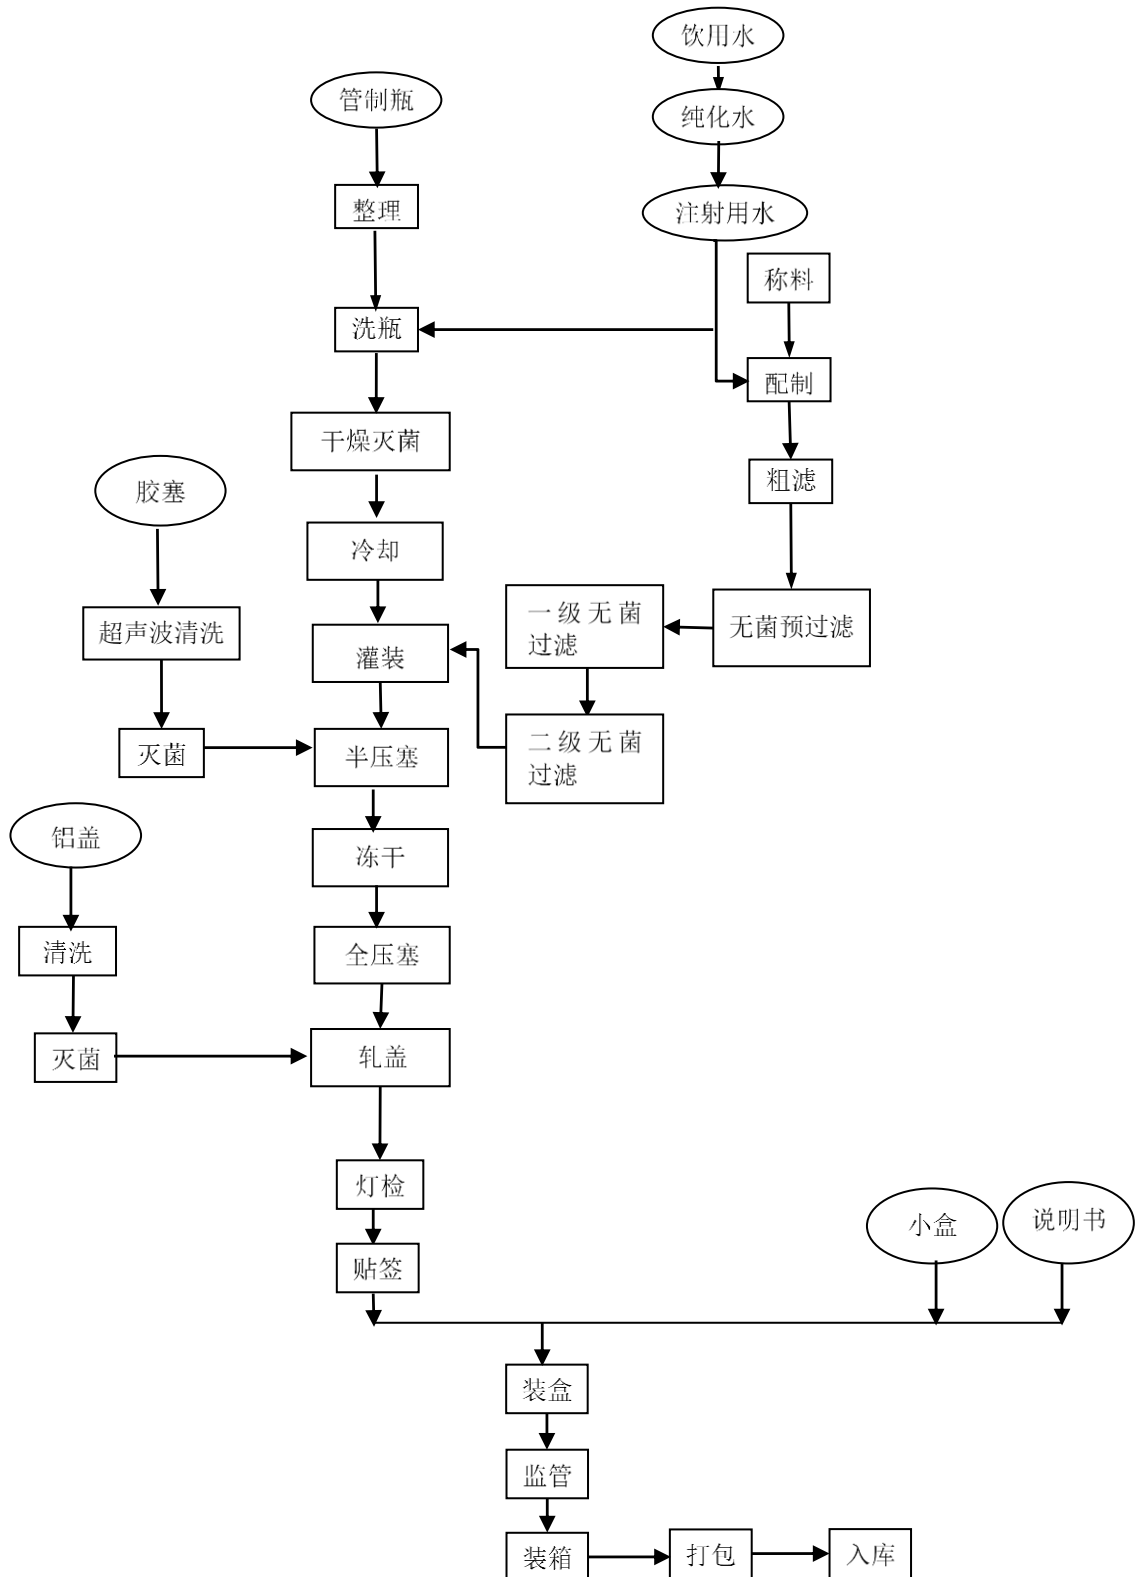 饮用水
管制瓶
纯化水
整理
注射用水
称料
洗瓶
配制
干燥灭菌
粗滤
胶塞
冷却
一级无菌
过滤
无菌预过滤
超声波清洗
灌装
灭菌
半压塞
二级无菌
过滤
铝盖
冻干
清洗
全压塞
灭菌
轧盖
灯检
小盒
说明书
贴签
装盒
监管
装箱
打包
入库